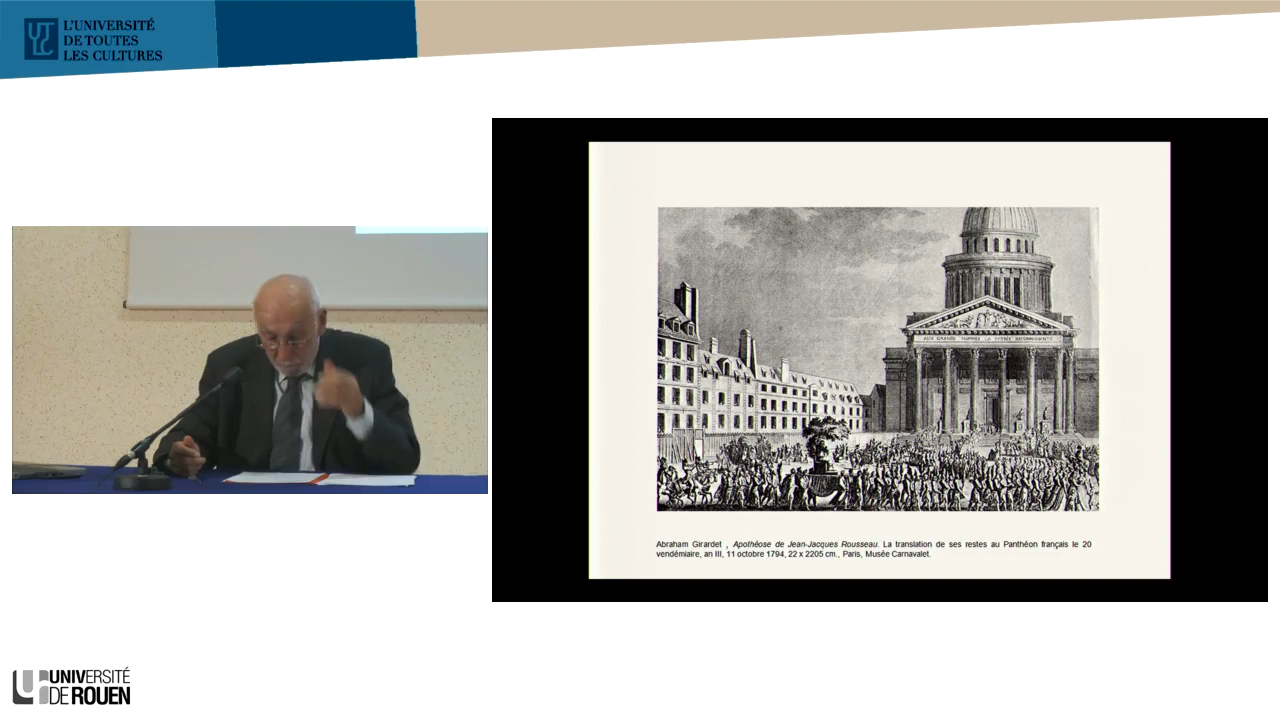 L'UNIVERSITÉ
DE TOUTES
LES CULTURES
AUX GRANDS HOMMES LA PATRIE RECONNAISSANTE
Abraham Girardet , Apothéose de Jean-Jacques Rousseau. La translation de ses restes au Panthéon français le 20
vendémiaire, an III, 11 octobre 1794, 22 x 2205 cm., Paris, Musée Carnavalet.
UNIVERSITÉ
DE ROUEN